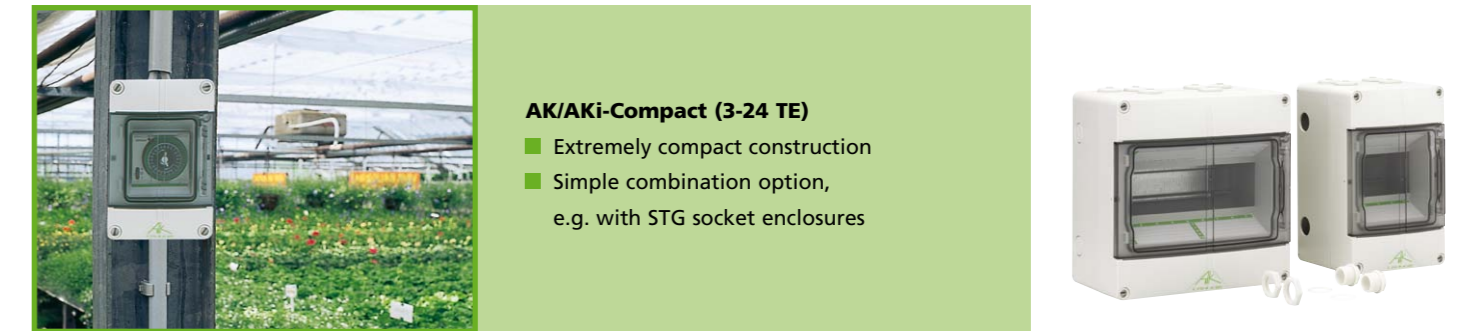 AK/AKi-Compact (3-24 TE)
Extremely compact construction
Simple combination option,
e.g. with STG socket enclosures